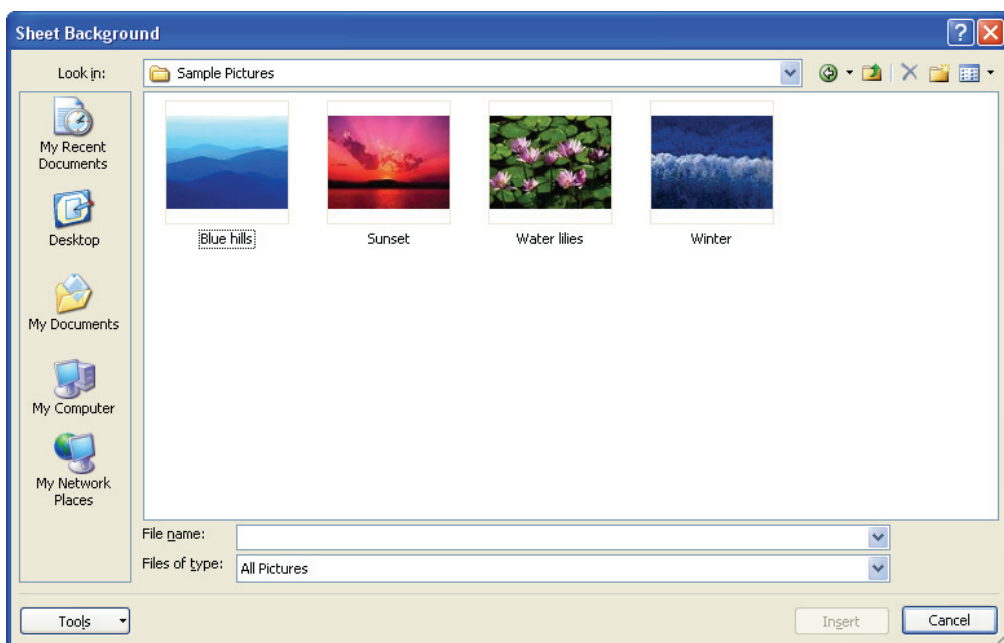 Sheet Background
Look in:
Sample Pictures
My Recent
Documents
Desktop
My Documents
My Computer
My Network
Places
Blue hills
Sunset
Water lilies
Winter
File name:
Files of type:
All Pictures
Tools
Insert
Cancel